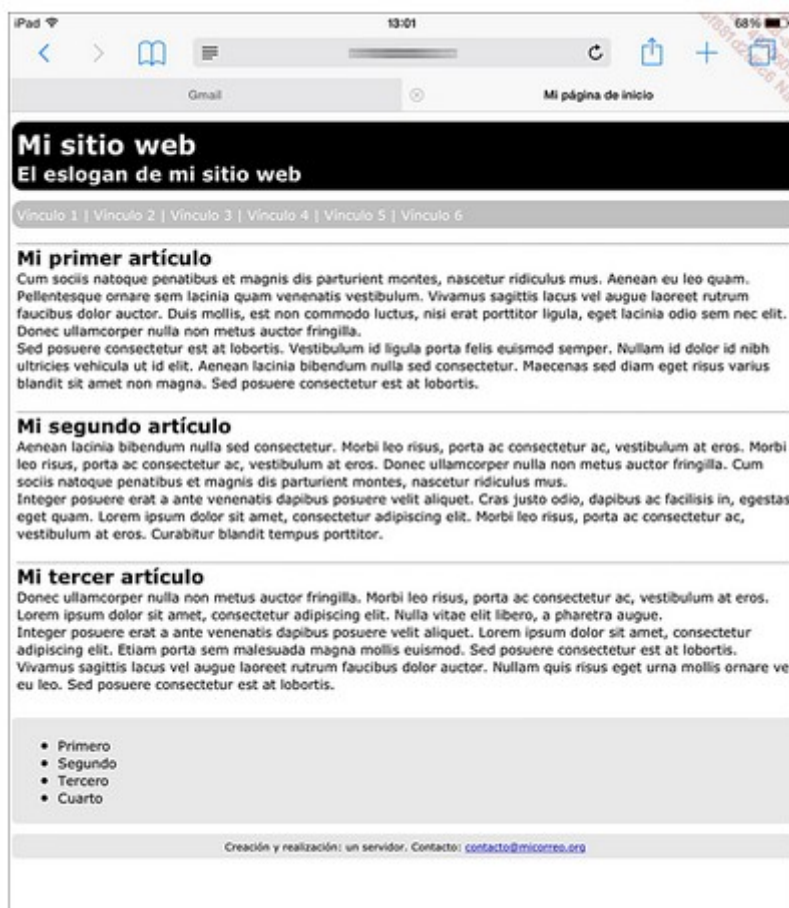 iPad 13:01 68%
Gmail Mi página de inicio
Mi sitio web
El eslogan de mi sitio web
Vínculo 1 | Vínculo 2 | Vínculo 3 | Vínculo 4 | Vínculo 5 | Vínculo 6
Mi primer artículo
Cum sociis natoque penatibus et magnis dis parturient montes, nascetur ridiculus mus. Aenean eu leo quam.
Pellentesque ornare sem lacinia quam venenatis vestibulum. Vivamus sagittis lacus vel augue laoreet rutrum
faucibus dolor auctor. Duis mollis, est non commodo luctus, nisi erat porttitor ligula, eget lacinia odio sem nec elit.
Donec ullamcorper nulla non metus auctor fringilla.
Sed posuere consectetur est at lobortis. Vestibulum id ligula porta felis euismod semper. Nullam id dolor id nibh
ultricies vehicula ut id elit. Aenean lacinia bibendum nulla sed consectetur. Maecenas sed diam eget risus varius
blandit sit amet non magna. Sed posuere consectetur est at lobortis.
Mi segundo artículo
Aenean lacinia bibendum nulla sed consectetur. Morbi leo risus, porta ac consectetur ac, vestibulum at eros. Morbi
leo risus, porta ac consectetur ac, vestibulum at eros. Donec ullamcorper nulla non metus auctor fringilla. Cum
sociis natoque penatibus et magnis dis parturient montes, nascetur ridiculus mus.
Integer posuere erat a ante venenatis dapibus posuere velit aliquet. Cras justo odio, dapibus ac facilisis in, egestas
eget quam. Lorem ipsum dolor sit amet, consectetur adipiscing elit. Morbi leo risus, porta ac consectetur ac,
vestibulum at eros. Curabitur blandit tempus porttitor.
Mi tercer artículo
Donec ullamcorper nulla non metus auctor fringilla. Morbi leo risus, porta ac consectetur ac, vestibulum at eros.
Lorem ipsum dolor sit amet, consectetur adipiscing elit. Nulla vitae elit libero, a pharetra augue.
Integer posuere erat a ante venenatis dapibus posuere velit aliquet. Lorem ipsum dolor sit amet, consectetur
adipiscing elit. Etiam porta sem malesuada magna mollis euismod. Sed posuere consectetur est at lobortis.
Vivamus sagittis lacus vel augue laoreet rutrum faucibus dolor auctor. Nullam quis risus eget urna mollis ornare ve
eu leo. Sed posuere consectetur est at lobortis.
Primero
Segundo
Tercero
Cuarto
Creación y realización: un servidor. Contacto: contacto@micorreo.org